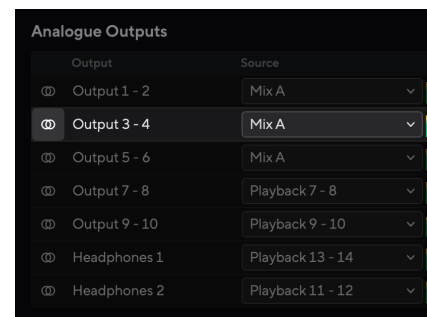 Analogue Outputs
Output Source
Output 1 - 2 Mix A
Output 3 - 4 Mix A
Output 5 - 6 Mix A
Output 7 - 8 Playback 7 - 8
Output 9 - 10 Playback 9 - 10
Headphones 1 Playback 13 - 14
Headphones 2 Playback 11 - 12